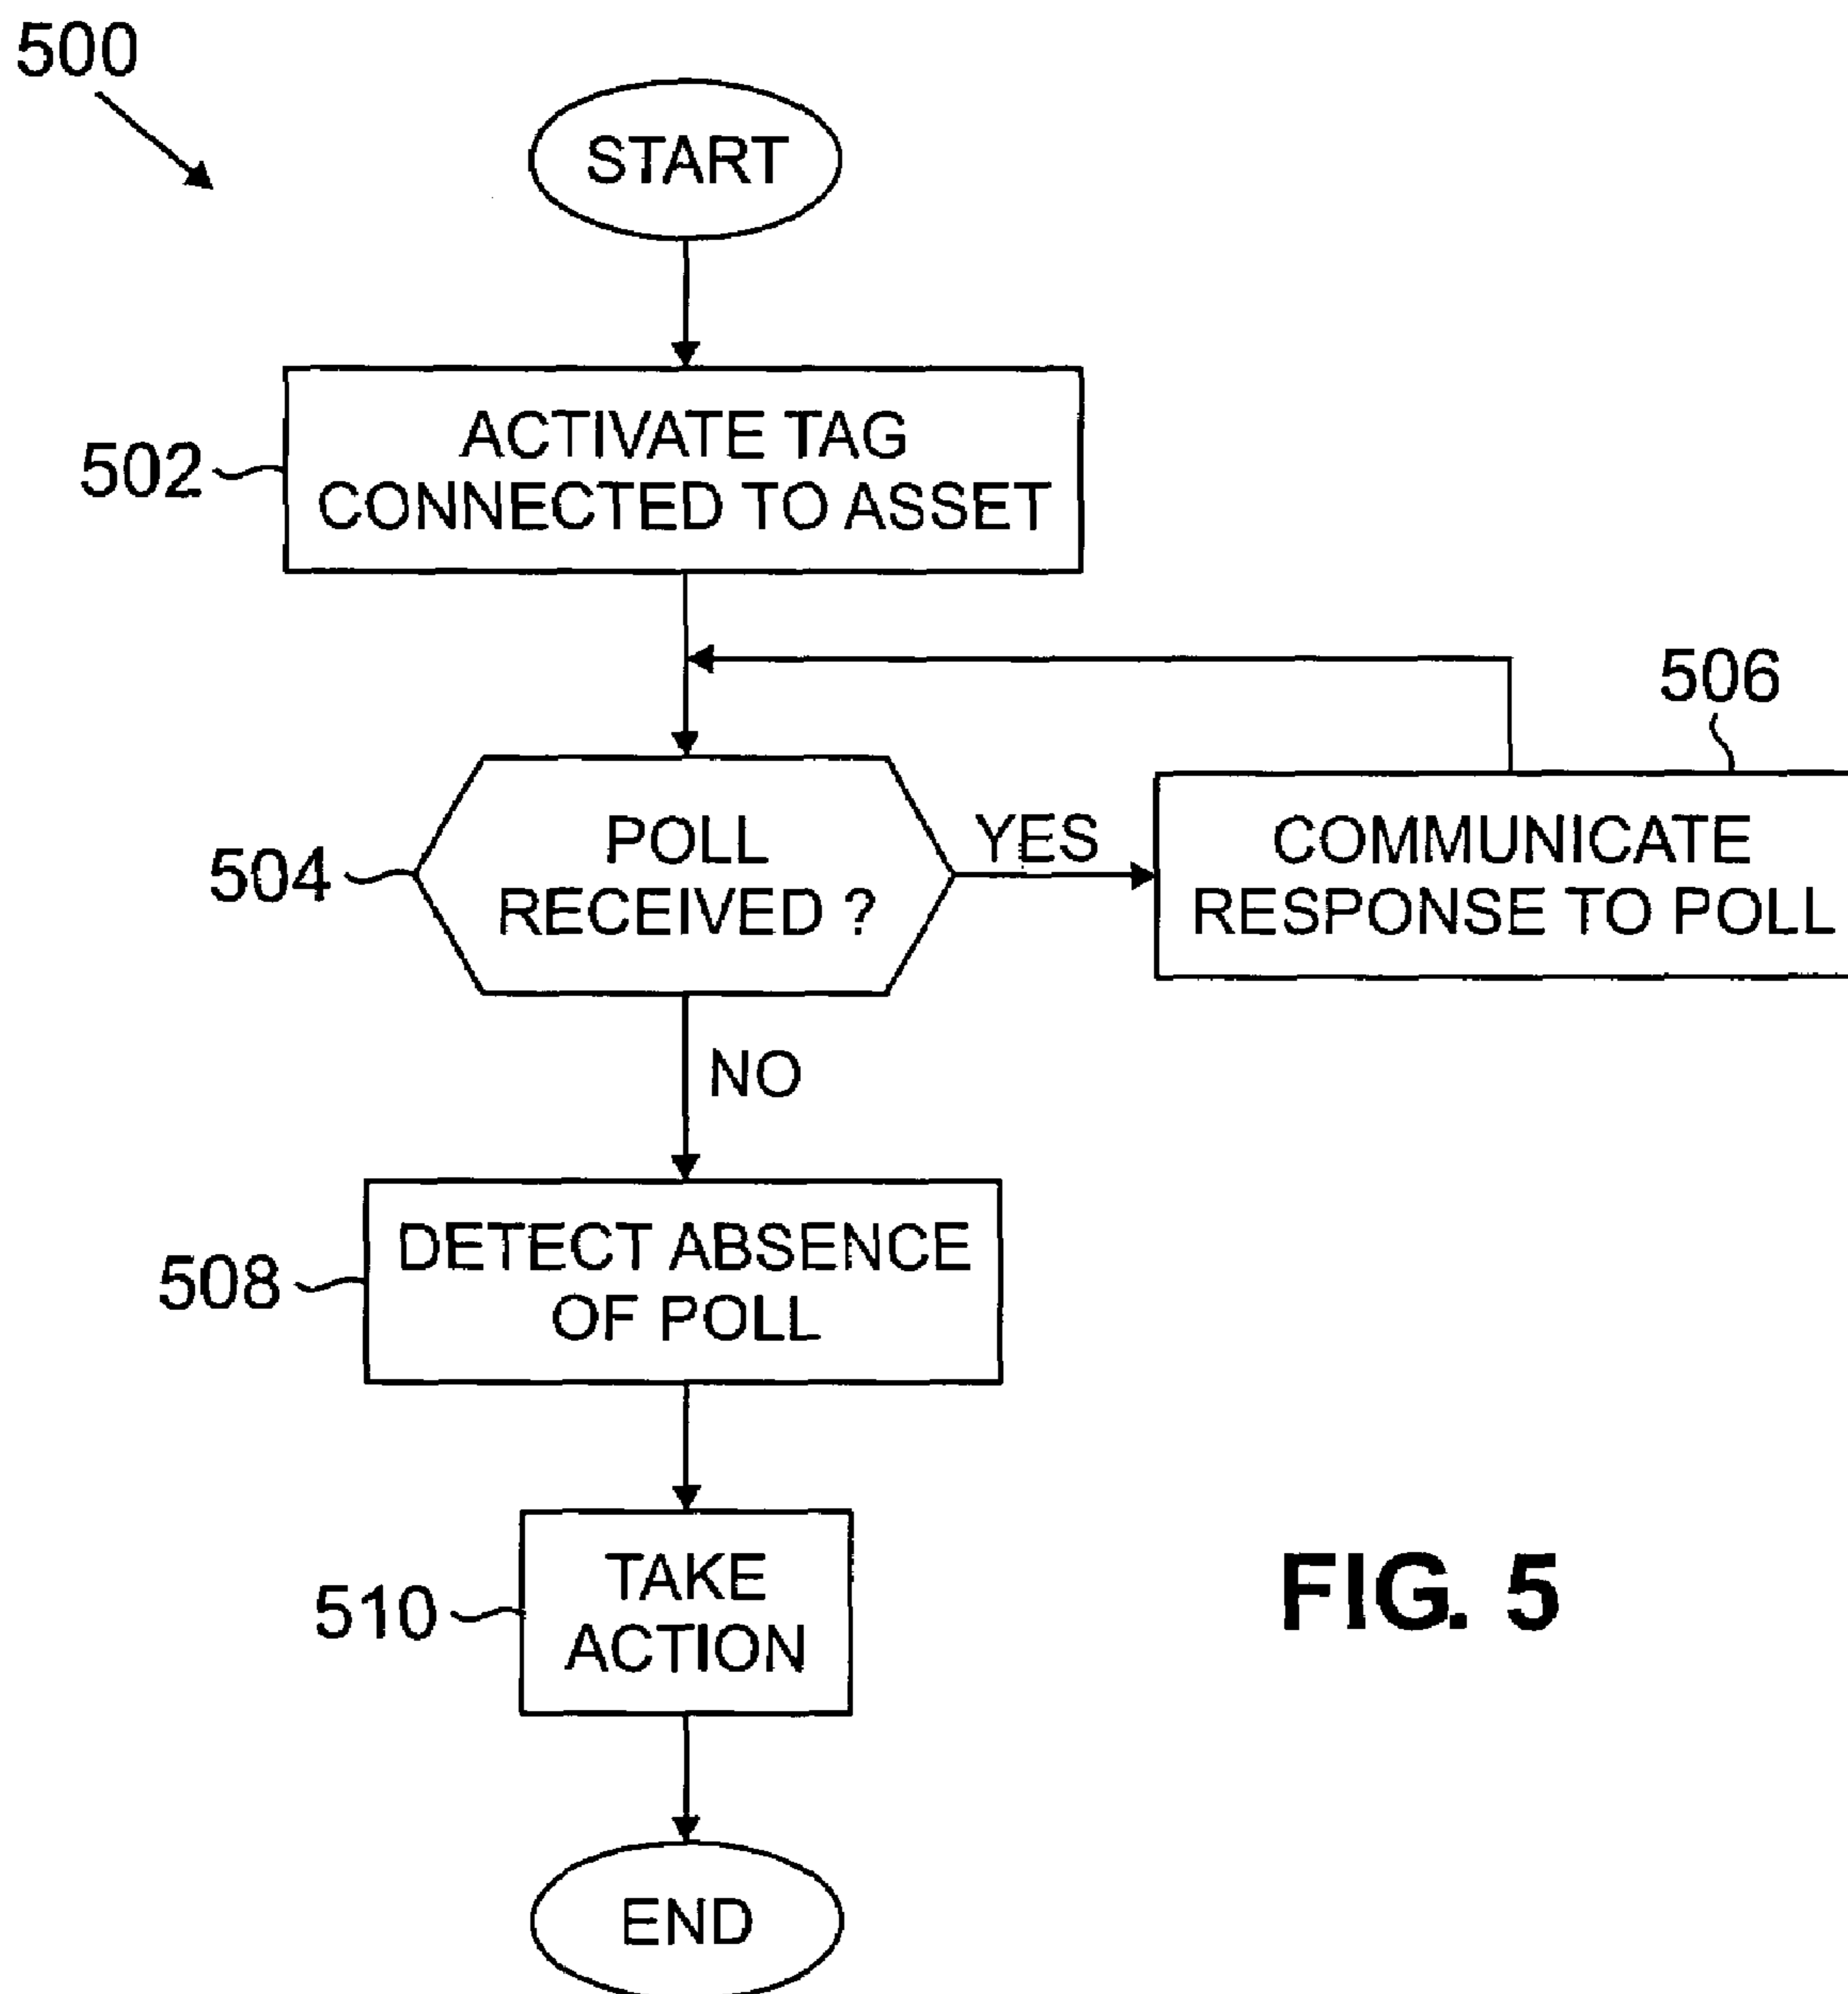 500
START
502
ACTIVATE TAG
CONNECTED TO ASSET
506
504
POLL
RECEIVED ?
YES
COMMUNICATE
RESPONSE TO POLL
NO
508
DETECT ABSENCE
OF POLL
510
TAKE
ACTION
FIG. 5
END